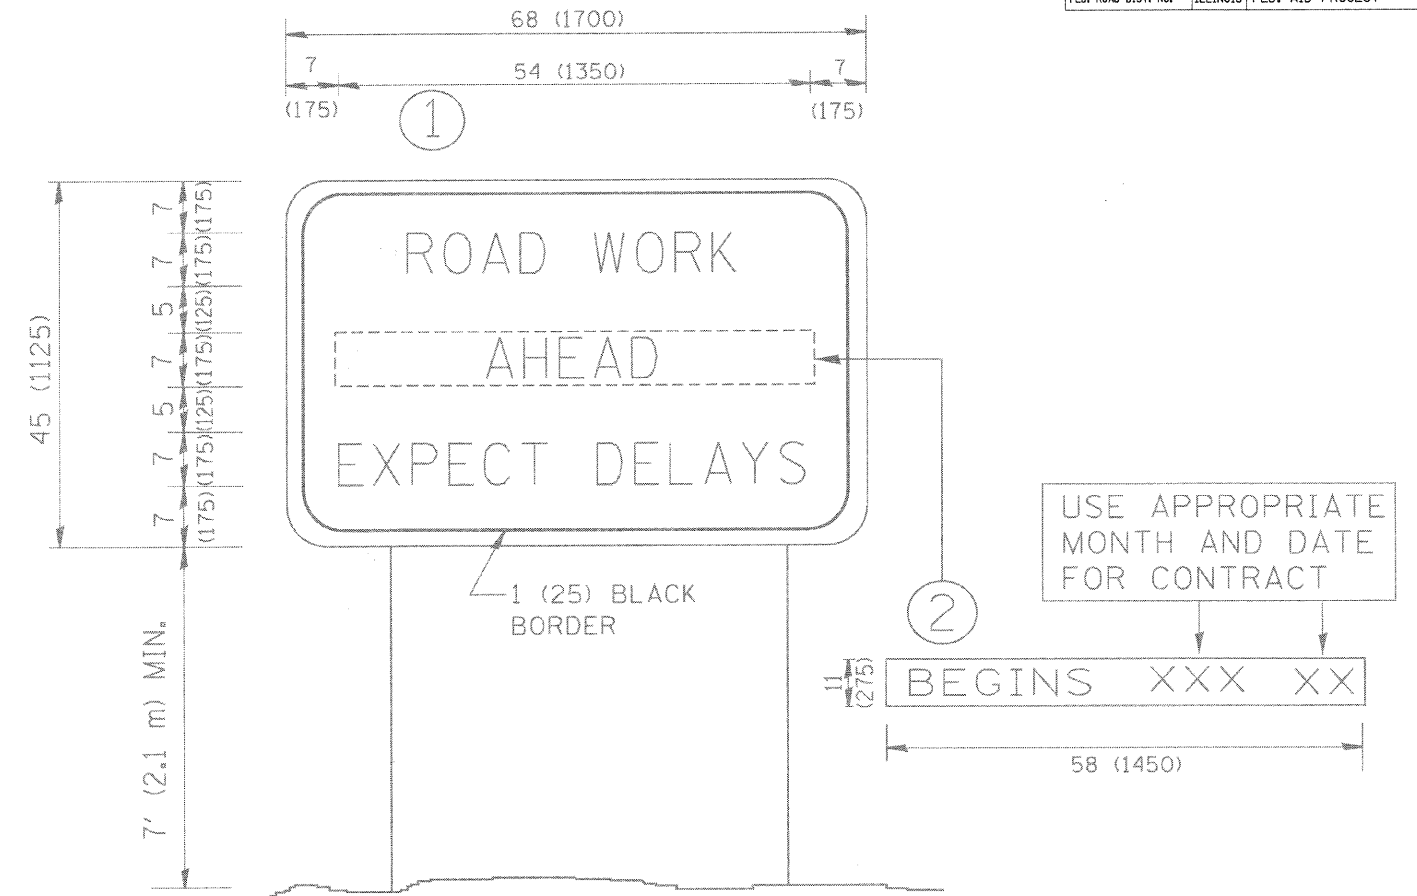 ILLINOIS
68 (1700)
7
54 (1350)
7
(175)
(175)
1
45 (1125)
7 (175)
7 (175)
5 (125)
7 (175)
5 (125)
7 (175)
7 (175)
ROAD WORK
AHEAD
EXPECT DELAYS
1 (25) BLACK
BORDER
7' (2.1 m) MIN.
2
USE APPROPRIATE
MONTH AND DATE
FOR CONTRACT
11
(275)
BEGINS XXX XX
58 (1450)